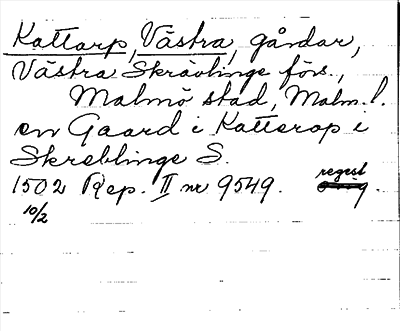 Kattarp, Västra, gårdar,
Västra Skrävlinge förs.,
Malmö stad, Malm. l.
en Gaard i Katterop i
Skreblinge S.
1502 Rep. II nr 9549. regest
10/2